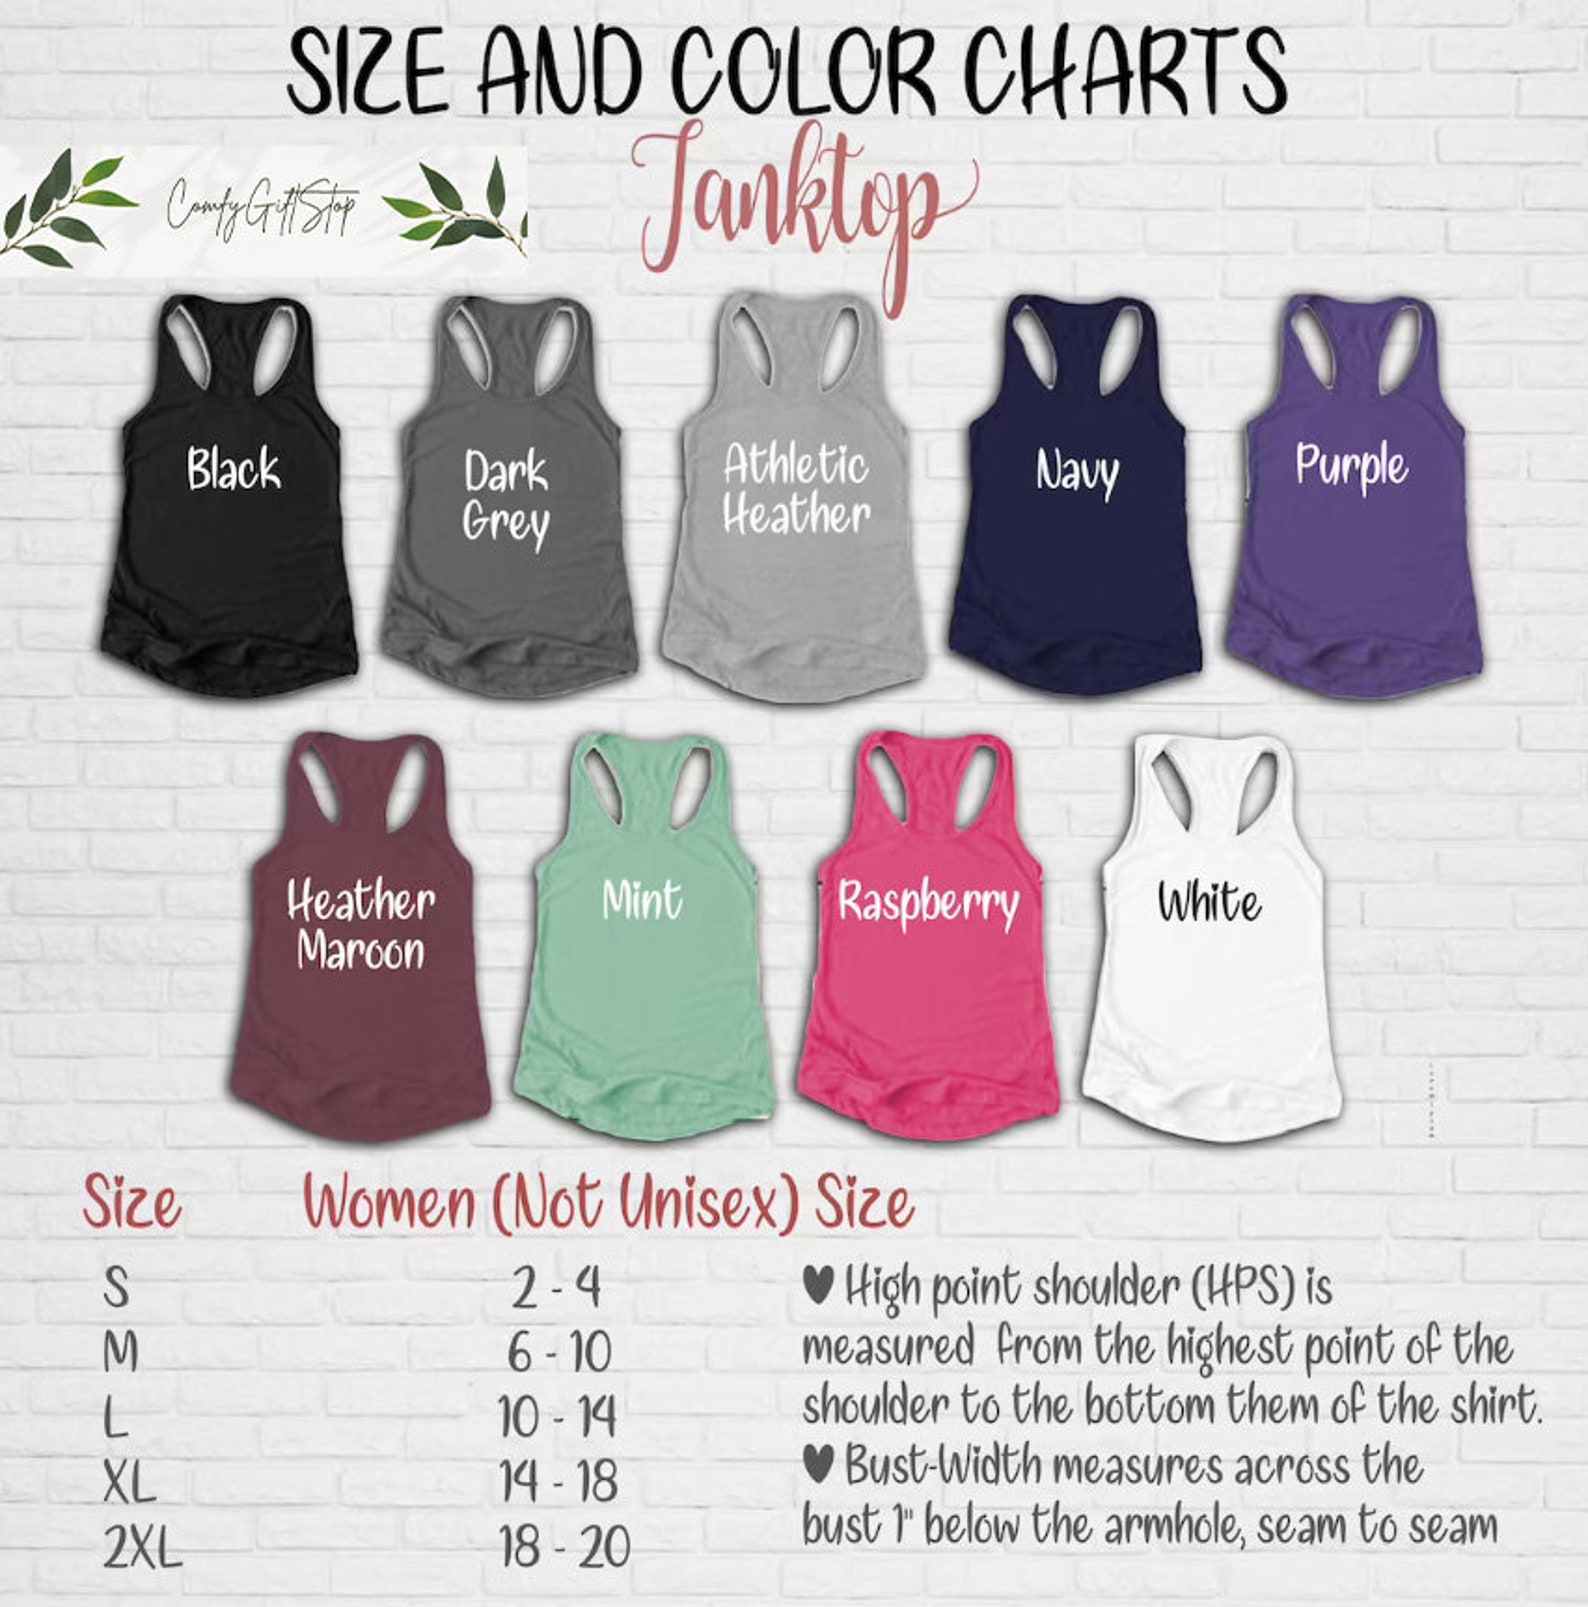 SIZE AND COLOR CHARTS
Tanktop
ComfyGiftStop
Black
Dark
Grey
Athletic
Heather
Navy
Purple
Heather
Maroon
Mint
Raspberry
White
Size Women (Not Unisex) Size
S 2 - 4
M 6 - 10
L 10 - 14
XL 14 - 18
2XL 18 - 20
♥ High point shoulder (HPS) is
measured from the highest point of the
shoulder to the bottom them of the shirt.
♥ Bust-Width measures across the
bust 1" below the armhole, seam to seam